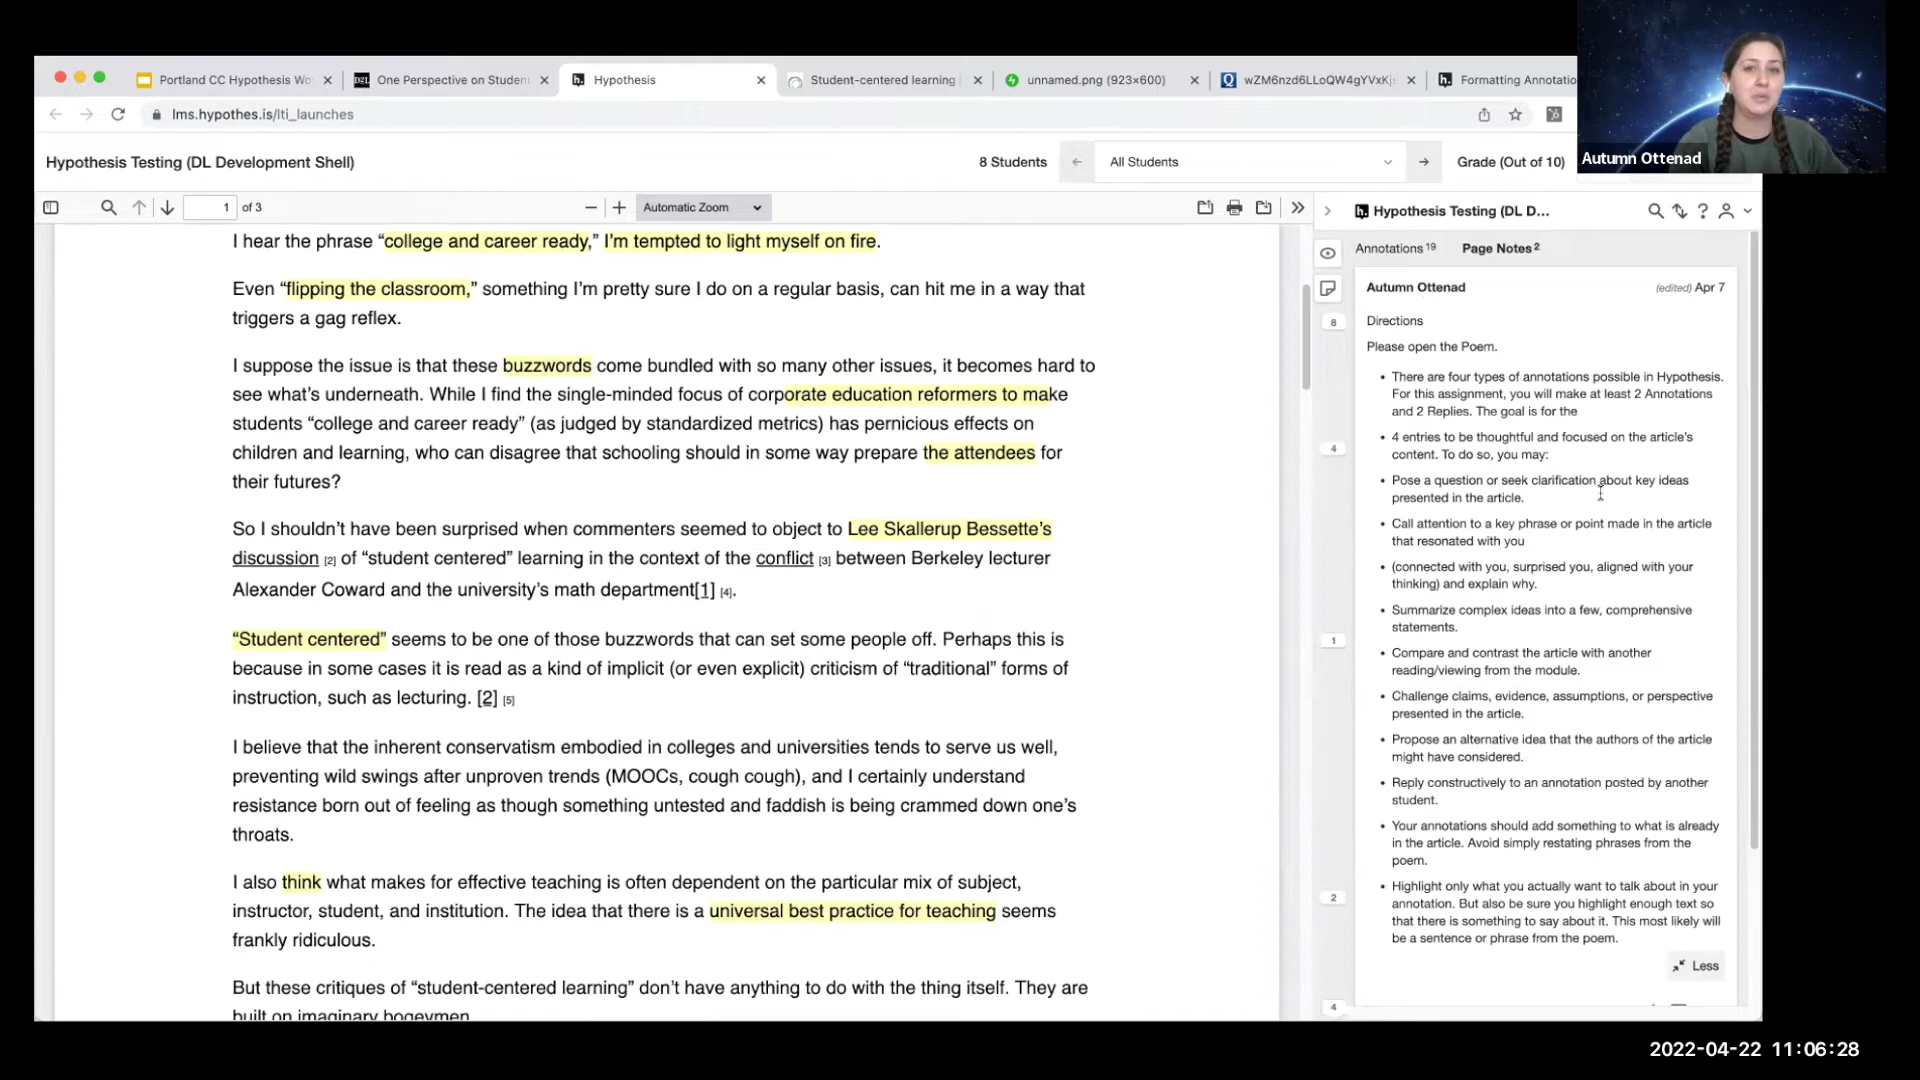 Portland CC Hypothesis Wo
One Perspective on Studen
Hypothesis
Student-centered learning
unnamed.png (923×600)
Formatting Annotatio
lms.hypothes.is/lti_launches
Autumn Ottenad
Hypothesis Testing (DL Development Shell)
8 Students
All Students
Grade (Out of 10)
1 of 3
Automatic Zoom
Hypothesis Testing (DL D...
Annotations 19 Page Notes 2
I hear the phrase “college and career ready,” I’m tempted to light myself on fire.
Even “flipping the classroom,” something I’m pretty sure I do on a regular basis, can hit me in a way that
triggers a gag reflex.
I suppose the issue is that these buzzwords come bundled with so many other issues, it becomes hard to
see what’s underneath. While I find the single-minded focus of corporate education reformers to make
students “college and career ready” (as judged by standardized metrics) has pernicious effects on
children and learning, who can disagree that schooling should in some way prepare the attendees for
their futures?
So I shouldn’t have been surprised when commenters seemed to object to Lee Skallerup Bessette’s
discussion [2] of “student centered” learning in the context of the conflict [3] between Berkeley lecturer
Alexander Coward and the university’s math department[1] [4].
“Student centered” seems to be one of those buzzwords that can set some people off. Perhaps this is
because in some cases it is read as a kind of implicit (or even explicit) criticism of “traditional” forms of
instruction, such as lecturing. [2] [5]
I believe that the inherent conservatism embodied in colleges and universities tends to serve us well,
preventing wild swings after unproven trends (MOOCs, cough cough), and I certainly understand
resistance born out of feeling as though something untested and faddish is being crammed down one’s
throats.
I also think what makes for effective teaching is often dependent on the particular mix of subject,
instructor, student, and institution. The idea that there is a universal best practice for teaching seems
frankly ridiculous.
But these critiques of “student-centered learning” don’t have anything to do with the thing itself. They are
built on imaginary bogeymen
8
4
1
2
4
Autumn Ottenad (edited) Apr 7
Directions
Please open the Poem.
• There are four types of annotations possible in Hypothesis.
For this assignment, you will make at least 2 Annotations
and 2 Replies. The goal is for the
• 4 entries to be thoughtful and focused on the article’s
content. To do so, you may:
• Pose a question or seek clarification about key ideas
presented in the article.
• Call attention to a key phrase or point made in the article
that resonated with you
• (connected with you, surprised you, aligned with your
thinking) and explain why.
• Summarize complex ideas into a few, comprehensive
statements.
• Compare and contrast the article with another
reading/viewing from the module.
• Challenge claims, evidence, assumptions, or perspective
presented in the article.
• Propose an alternative idea that the authors of the article
might have considered.
• Reply constructively to an annotation posted by another
student.
• Your annotations should add something to what is already
in the article. Avoid simply restating phrases from the
poem.
• Highlight only what you actually want to talk about in your
annotation. But also be sure you highlight enough text so
that there is something to say about it. This most likely will
be a sentence or phrase from the poem.
Less
2022-04-22 11:06:28